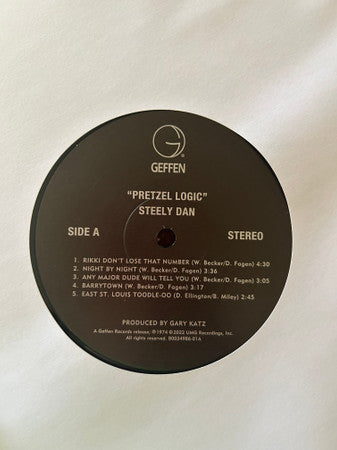 GEFFEN
"PRETZEL LOGIC"
STEELY DAN
SIDE A
STEREO
1. RIKKI DON'T LOSE THAT NUMBER (W. Becker/D. Fagen) 4:30
2. NIGHT BY NIGHT (W. Becker/D. Fagen) 3:36
3. ANY MAJOR DUDE WILL TELL YOU (W. Becker/D. Fagen) 3:05
4. BARRYTOWN (W. Becker/D. Fagen) 3:17
5. EAST ST. LOUIS TOODLE-OO (D. Ellington/B. Miley) 2:45
PRODUCED BY GARY KATZ
A Geffen Records release; ℗1974 ©2022 UMG Recordings, Inc.
All rights reserved. B0034986-01A